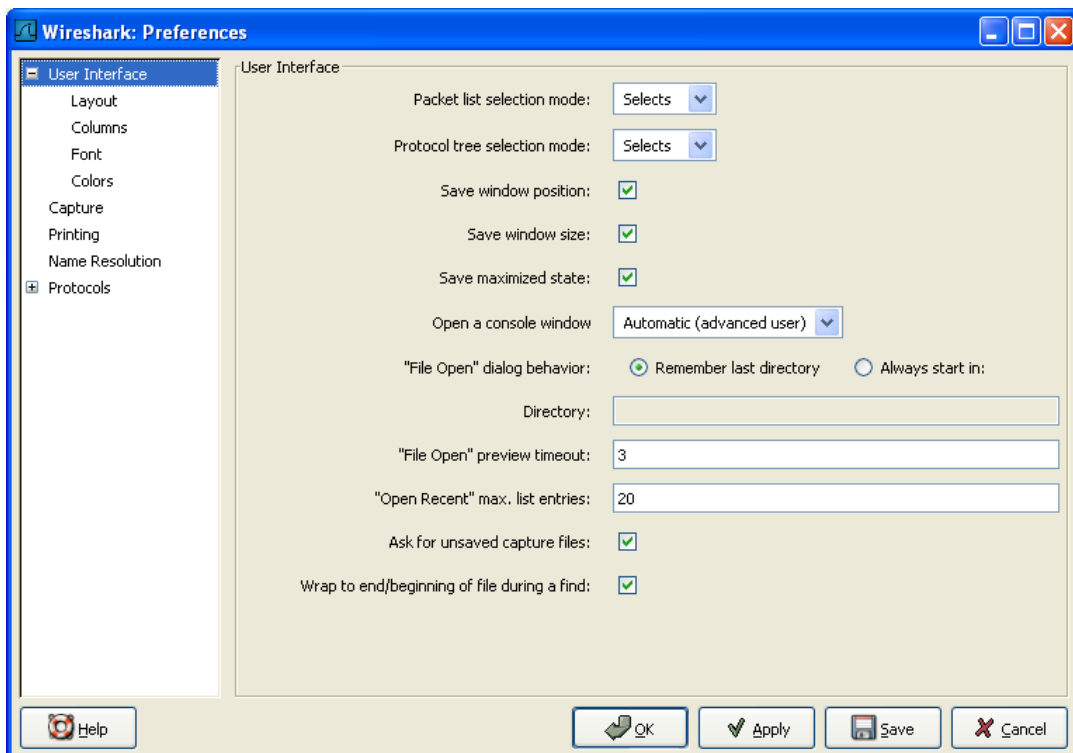 Wireshark: Preferences
User Interface
Layout
Columns
Font
Colors
Capture
Printing
Name Resolution
Protocols
User Interface
Packet list selection mode: Selects
Protocol tree selection mode: Selects
Save window position:
Save window size:
Save maximized state:
Open a console window Automatic (advanced user)
"File Open" dialog behavior: Remember last directory Always start in:
Directory:
"File Open" preview timeout: 3
"Open Recent" max. list entries: 20
Ask for unsaved capture files:
Wrap to end/beginning of file during a find:
Help OK Apply Save Cancel